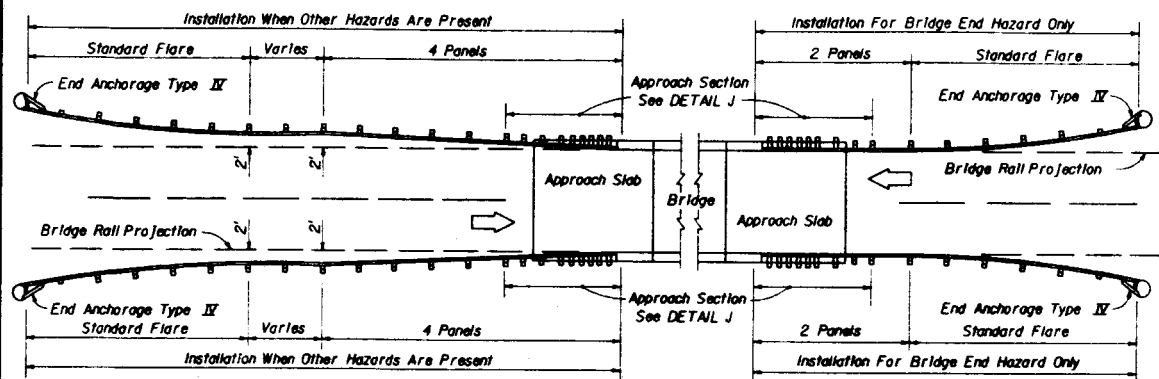 Installation When Other Hazards Are Present
Installation For Bridge End Hazard Only
Standard Flare
Varies
4 Panels
2 Panels
Standard Flare
End Anchorage Type IV
Approach Section
See DETAIL J
End Anchorage Type IV
2'
2'
Bridge Rail Projection
Approach Slab
Bridge
Approach Slab
Bridge Rail Projection
2'
2'
End Anchorage Type IV
Approach Section
See DETAIL J
End Anchorage Type IV
Standard Flare
Varies
4 Panels
2 Panels
Standard Flare
Installation When Other Hazards Are Present
Installation For Bridge End Hazard Only